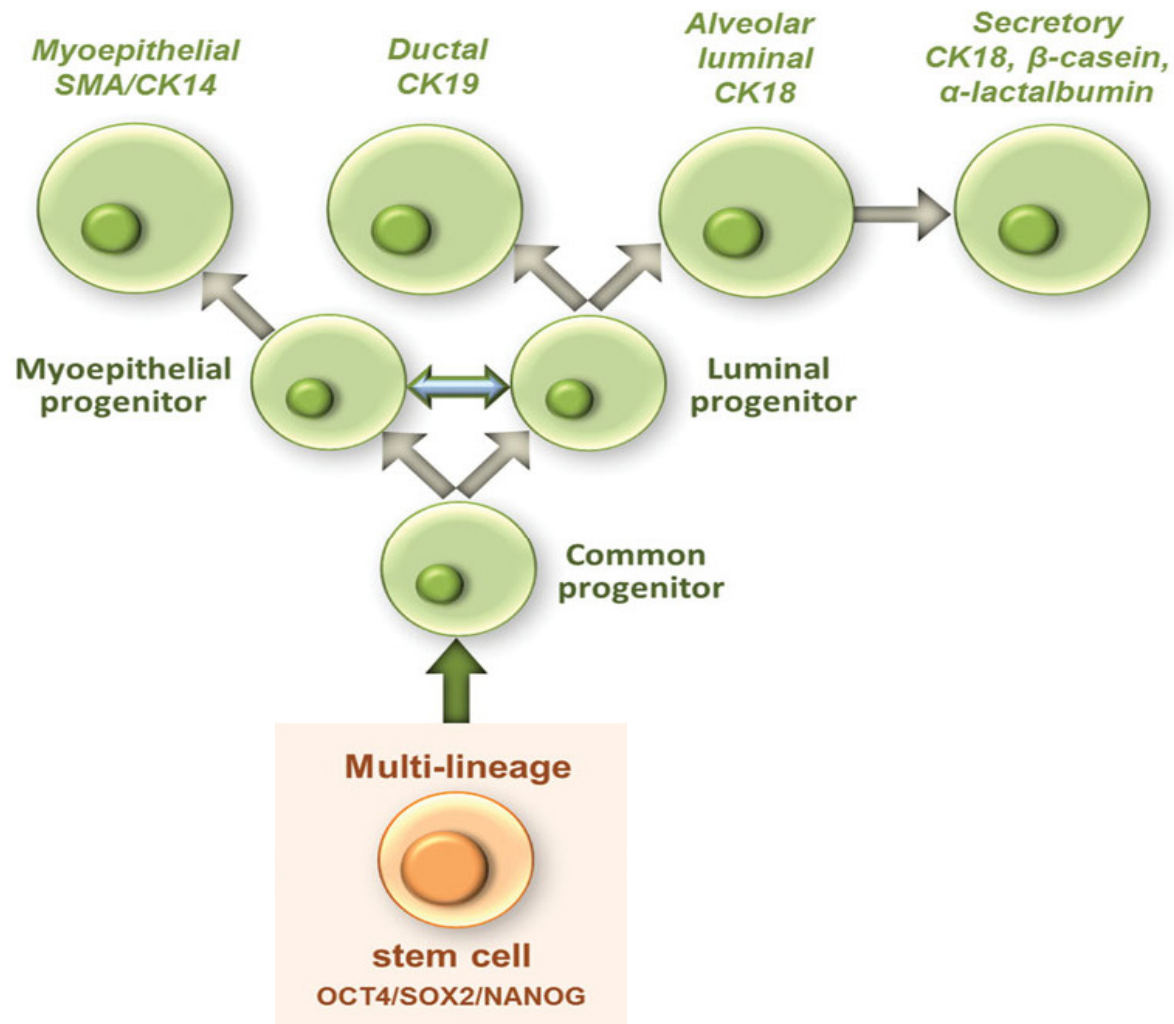 Myoepithelial
SMA/CK14
Ductal
CK19
Alveolar
luminal
CK18
Secretory
CK18, β-casein,
α-lactalbumin
Myoepithelial
progenitor
Luminal
progenitor
Common
progenitor
Multi-lineage
stem cell
OCT4/SOX2/NANOG